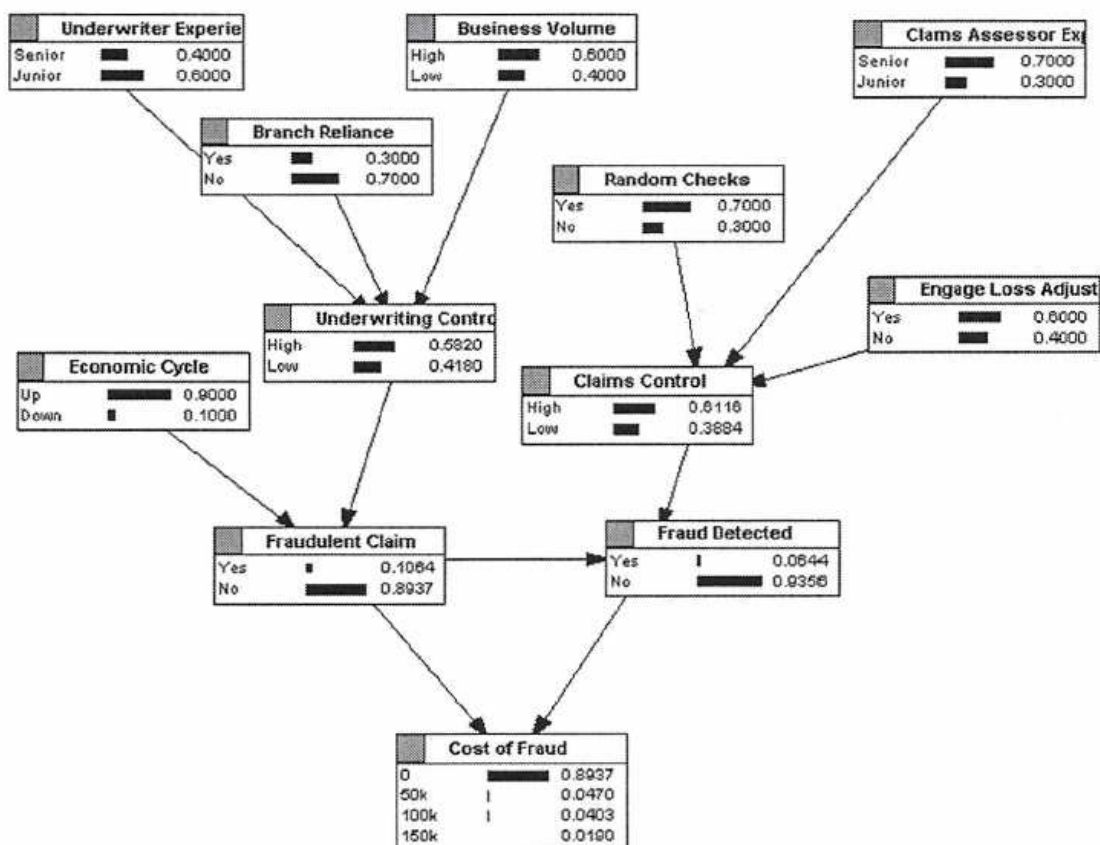 Underwriter Experie
Senior 0.4000
Junior 0.6000
Business Volume
High 0.6000
Low 0.4000
Clams Assessor Exp
Senior 0.7000
Junior 0.3000
Branch Reliance
Yes 0.3000
No 0.7000
Random Checks
Yes 0.7000
No 0.3000
Engage Loss Adjust
Yes 0.6000
No 0.4000
Underwriting Contro
High 0.5820
Low 0.4180
Economic Cycle
Up 0.9000
Down 0.1000
Claims Control
High 0.6116
Low 0.3884
Fraudulent Claim
Yes 0.1064
No 0.8937
Fraud Detected
Yes 0.0644
No 0.9356
Cost of Fraud
0 0.8937
50k 0.0470
100k 0.0403
150k 0.0190